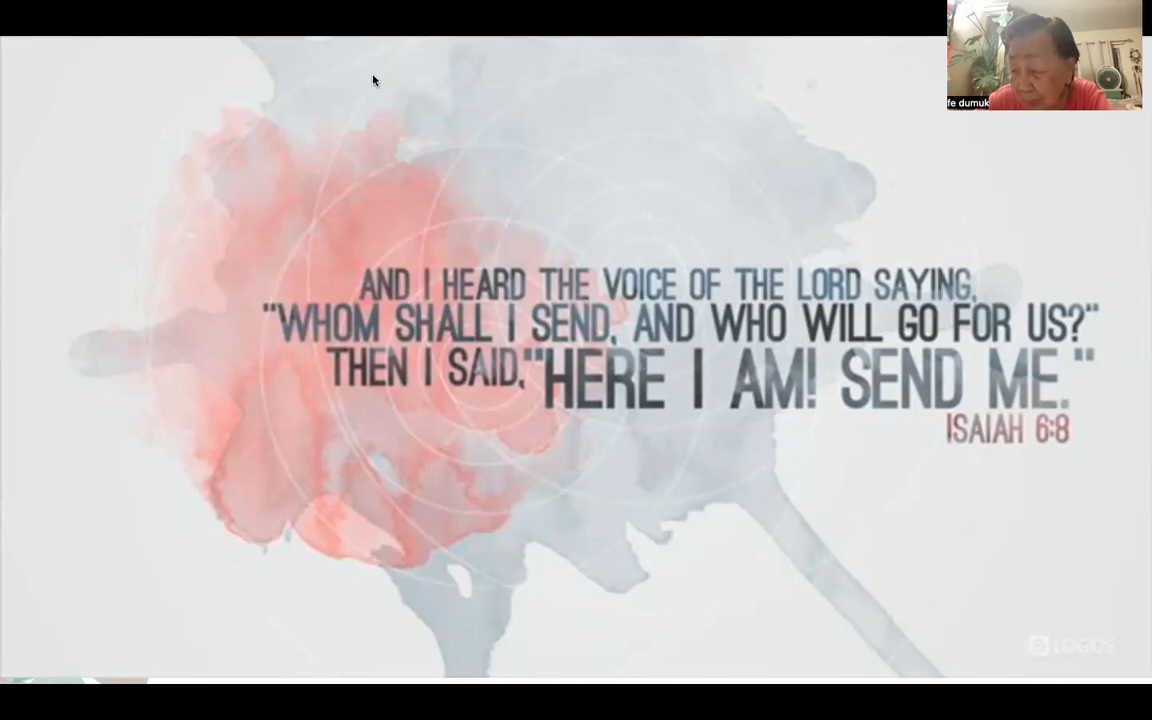 fe dumuk
AND I HEARD THE VOICE OF THE LORD SAYING,
"WHOM SHALL I SEND, AND WHO WILL GO FOR US?"
THEN I SAID, "HERE I AM! SEND ME."
ISAIAH 6:8
LOGOS